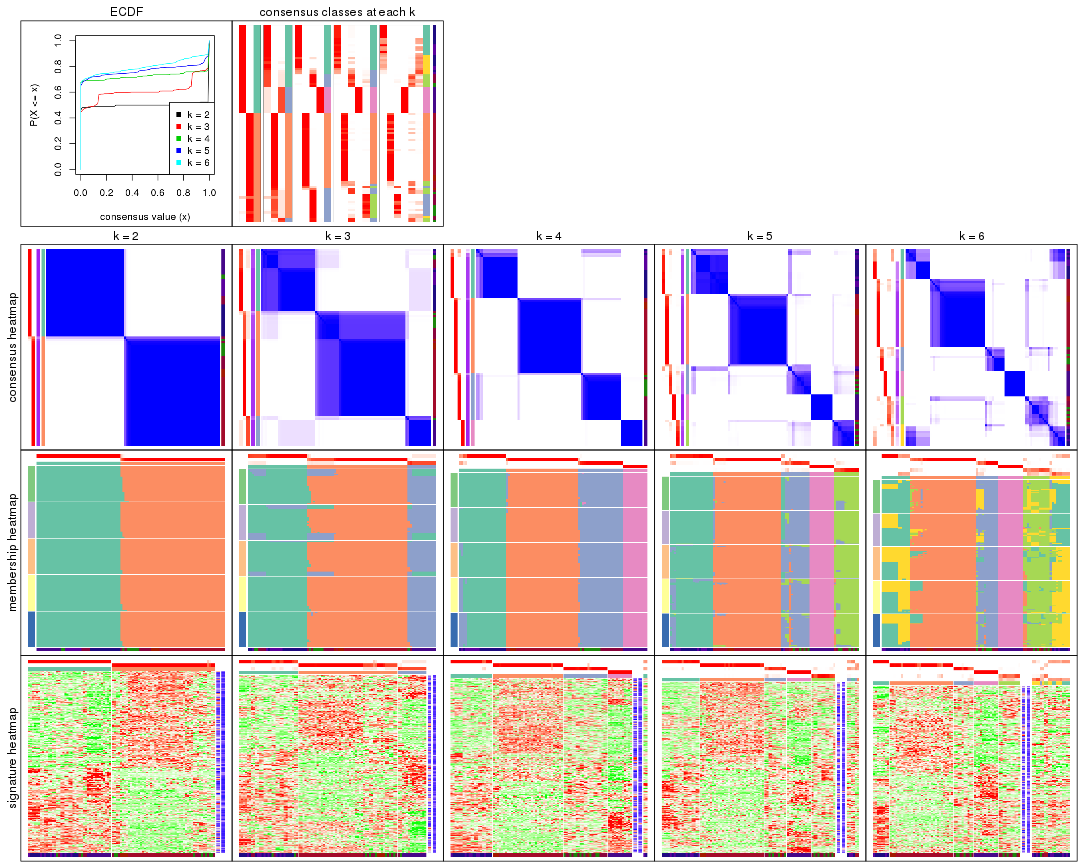 ECDF
consensus classes at each k
P(X <= x)
0.0 0.2 0.4 0.6 0.8 1.0
k = 2
k = 3
k = 4
k = 5
k = 6
0.0 0.2 0.4 0.6 0.8 1.0
consensus value (x)
k = 2
k = 3
k = 4
k = 5
k = 6
consensus heatmap
membership heatmap
signature heatmap